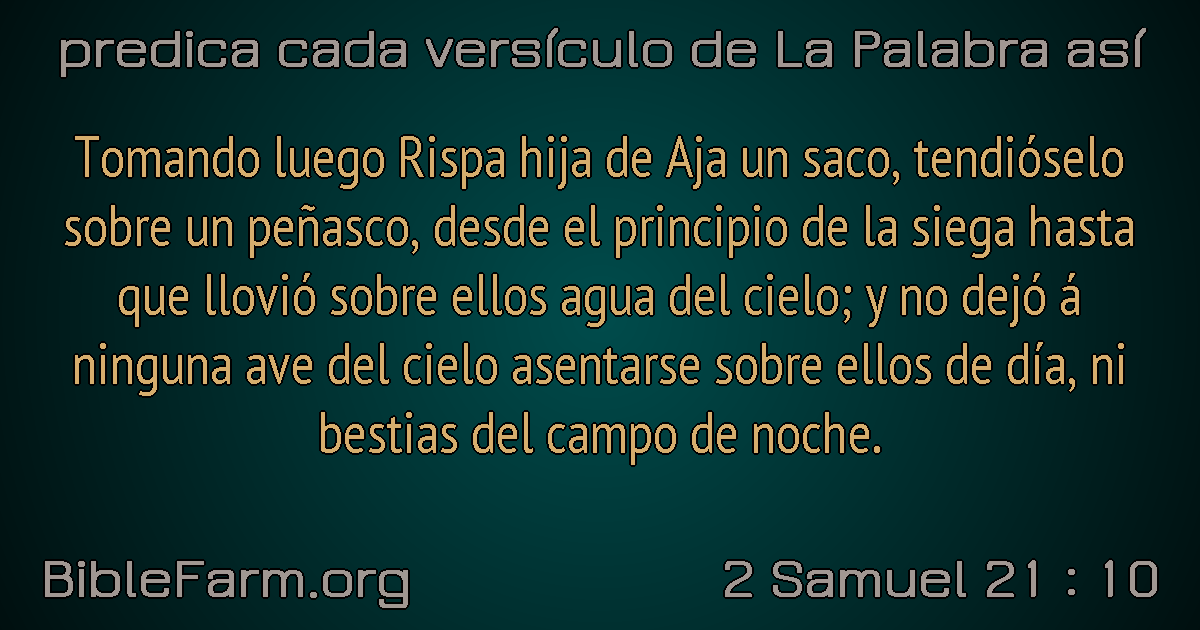 predica cada versículo de La Palabra así
Tomando luego Rispa hija de Aja un saco, tendióselo
sobre un peñasco, desde el principio de la siega hasta
que llovió sobre ellos agua del cielo; y no dejó á
ninguna ave del cielo asentarse sobre ellos de día, ni
bestias del campo de noche.
BibleFarm.org
2 Samuel 21 : 10